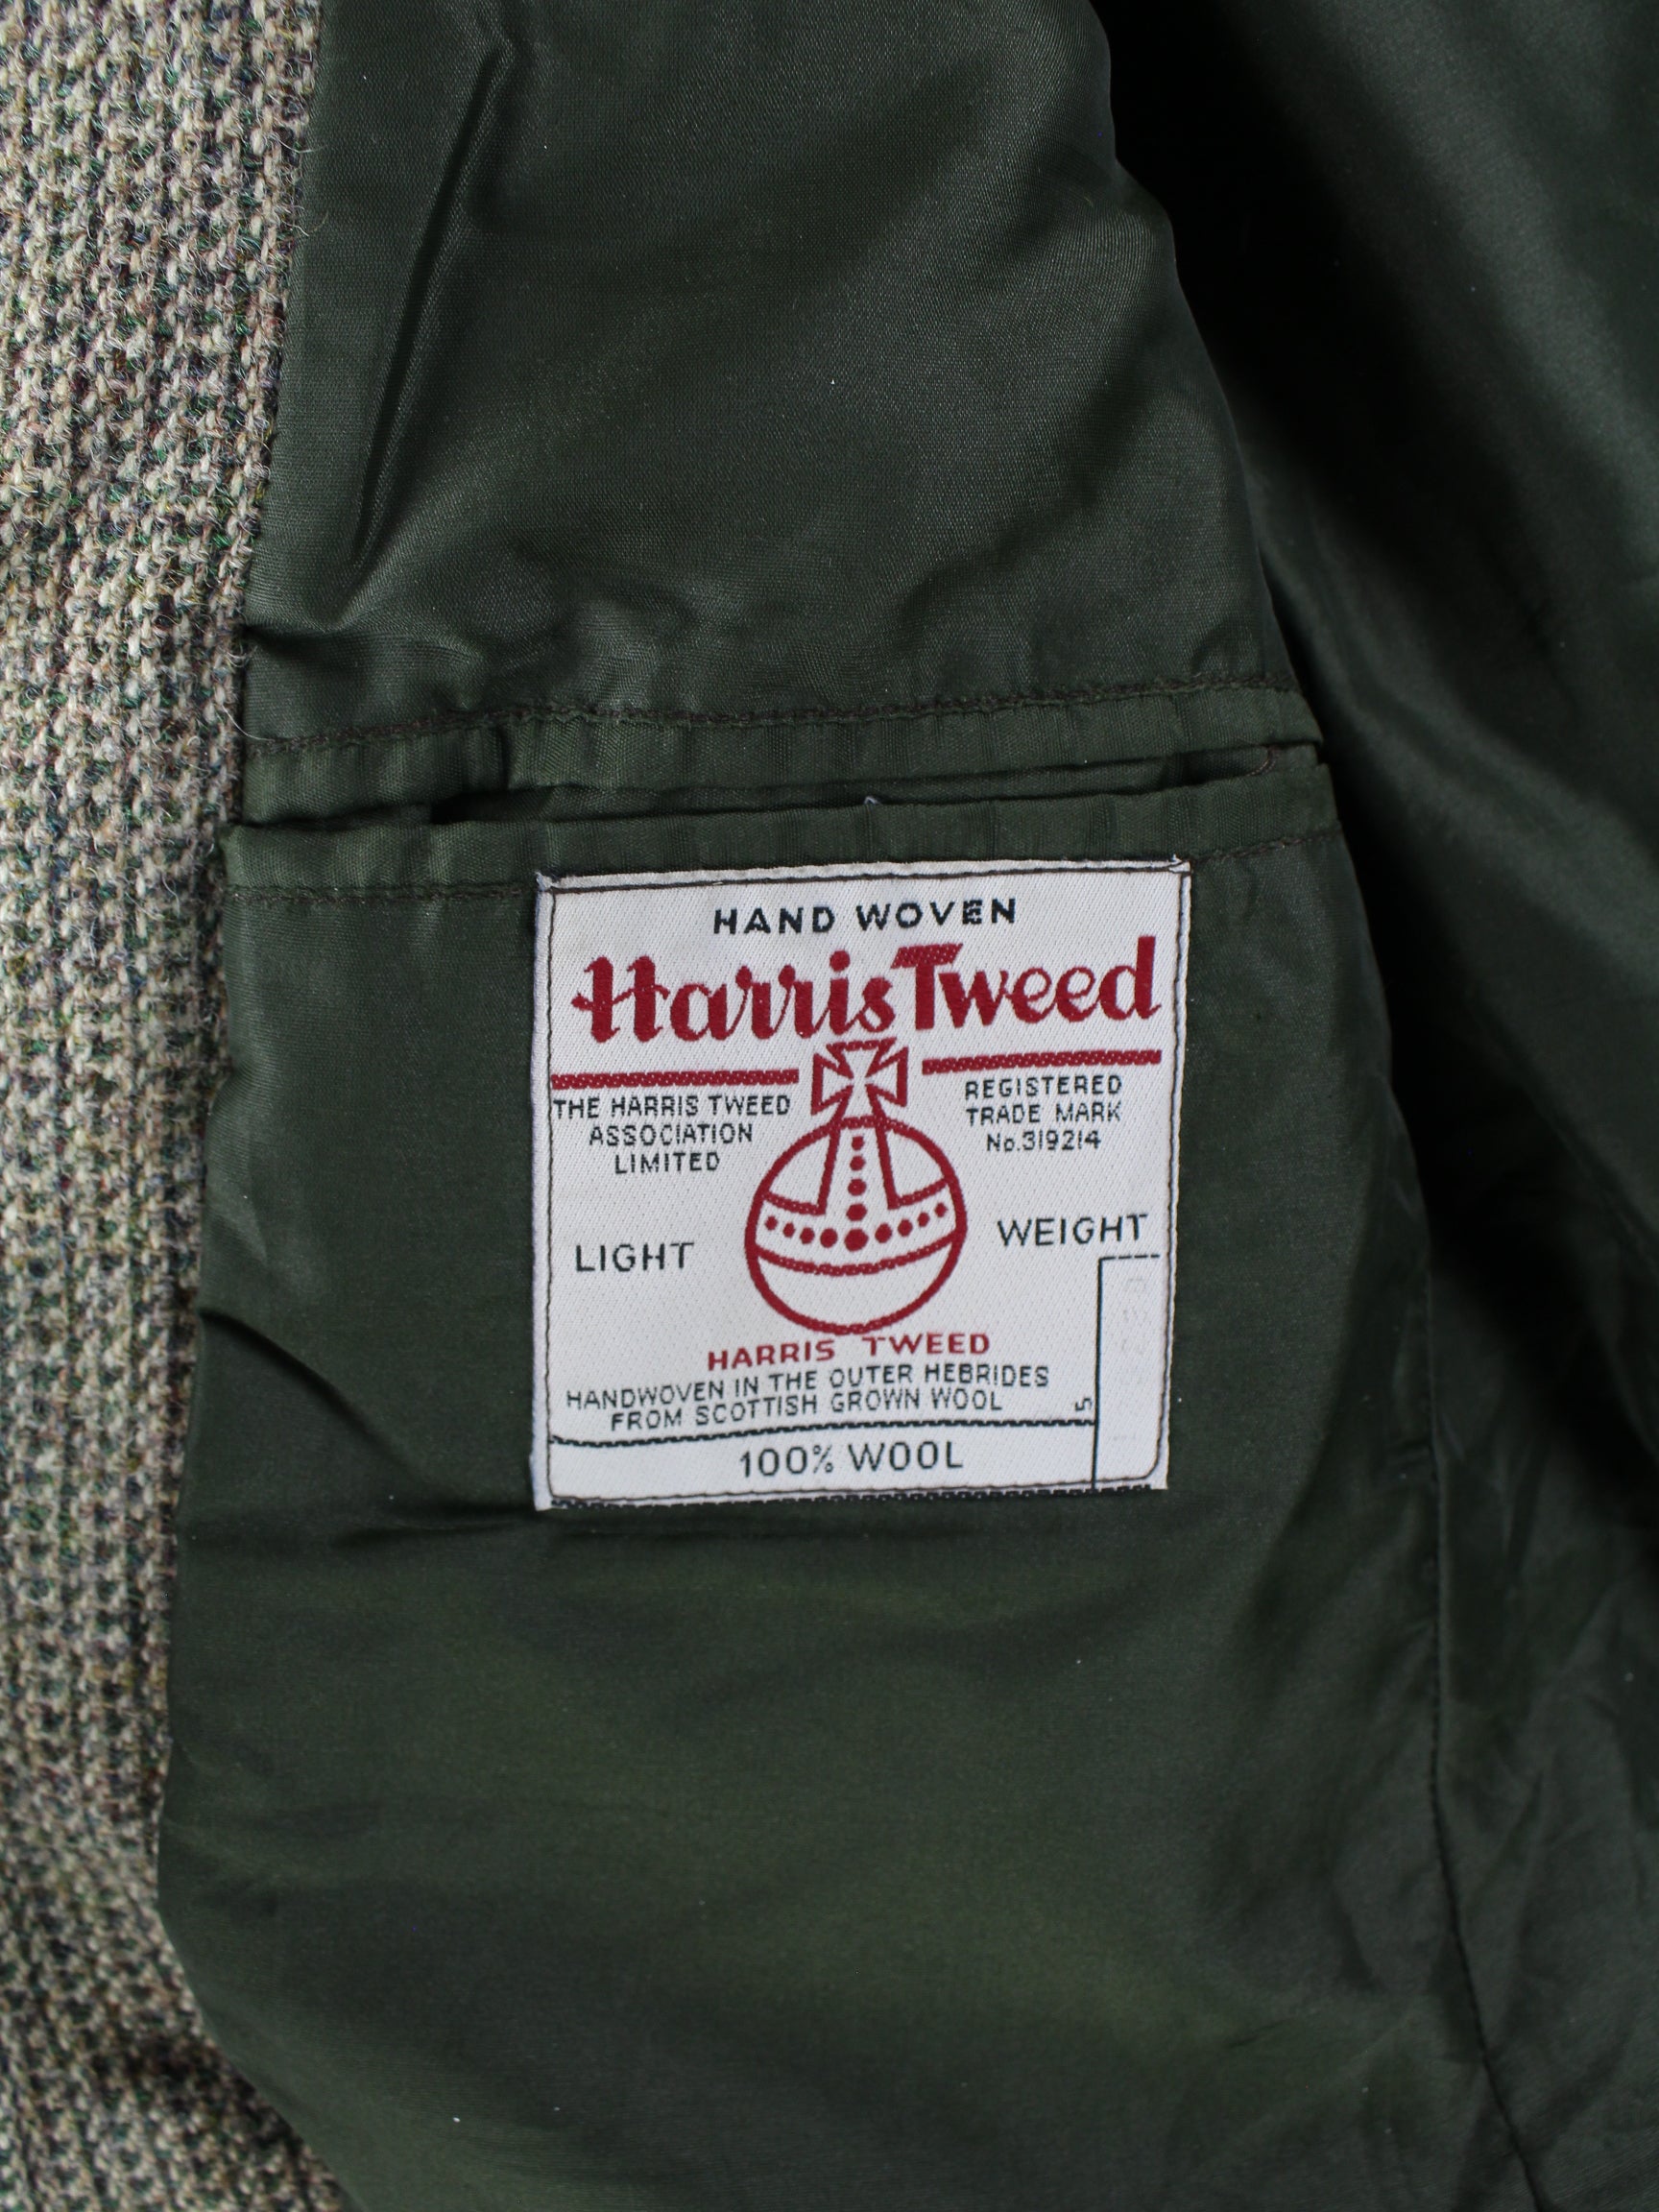 HAND WOVEN
Harris Tweed
THE HARRIS TWEED
ASSOCIATION
LIMITED
REGISTERED
TRADE MARK
No.319214
LIGHT WEIGHT
HARRIS TWEED
HANDWOVEN IN THE OUTER HEBRIDES
FROM SCOTTISH GROWN WOOL
5
100% WOOL